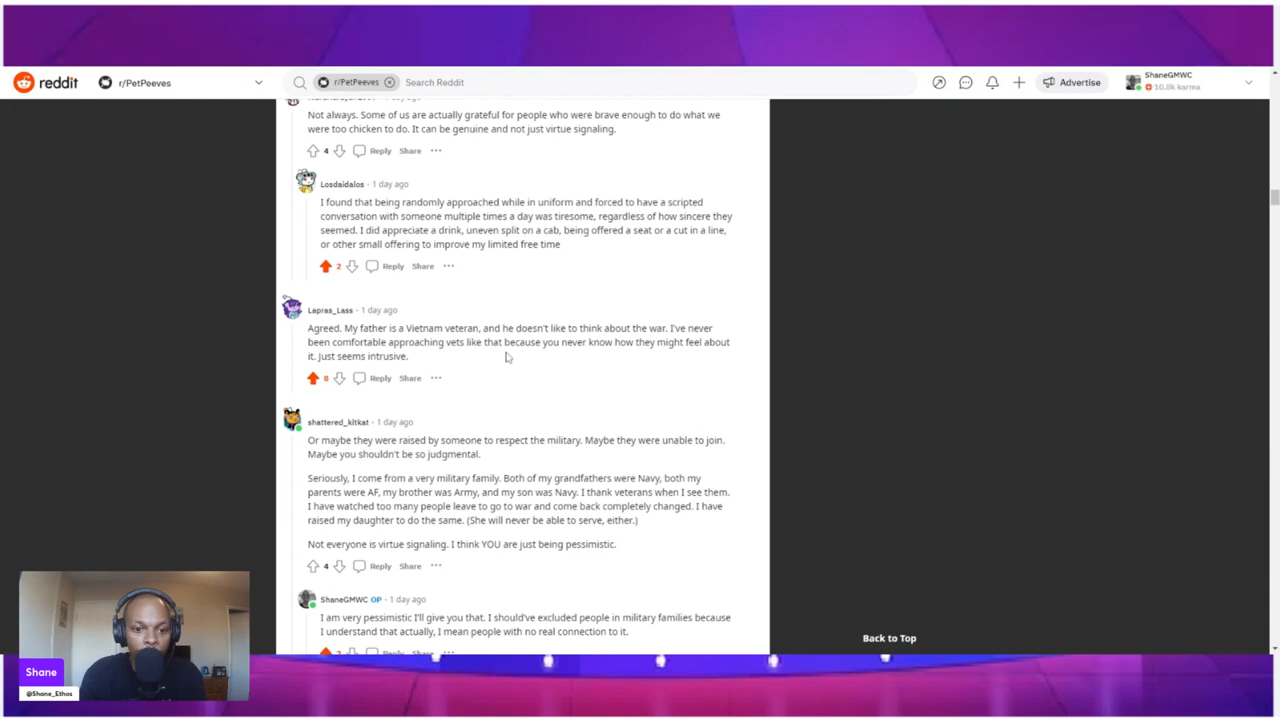 reddit
r/PetPeeves
r/PetPeeves
Search Reddit
Advertise
ShaneGMWC
10.8k karma
1 day ago
Not always. Some of us are actually grateful for people who were brave enough to do what we
were too chicken to do. It can be genuine and not just virtue signaling.
4 Reply Share
Losdaidalos · 1 day ago
I found that being randomly approached while in uniform and forced to have a scripted
conversation with someone multiple times a day was tiresome, regardless of how sincere they
seemed. I did appreciate a drink, uneven split on a cab, being offered a seat or a cut in a line,
or other small offering to improve my limited free time
2 Reply Share
Lapras_Lass · 1 day ago
Agreed. My father is a Vietnam veteran, and he doesn't like to think about the war. I've never
been comfortable approaching vets like that because you never know how they might feel about
it. Just seems intrusive.
8 Reply Share
shattered_kitkat · 1 day ago
Or maybe they were raised by someone to respect the military. Maybe they were unable to join.
Maybe you shouldn't be so judgmental.
Seriously, I come from a very military family. Both of my grandfathers were Navy, both my
parents were AF, my brother was Army, and my son was Navy. I thank veterans when I see them.
I have watched too many people leave to go to war and come back completely changed. I have
raised my daughter to do the same. (She will never be able to serve, either.)
Not everyone is virtue signaling. I think YOU are just being pessimistic.
4 Reply Share
ShaneGMWC OP · 1 day ago
I am very pessimistic I'll give you that. I should've excluded people in military families because
I understand that actually, I mean people with no real connection to it.
Reply Share
Back to Top
Shane
@Shane_Ethos